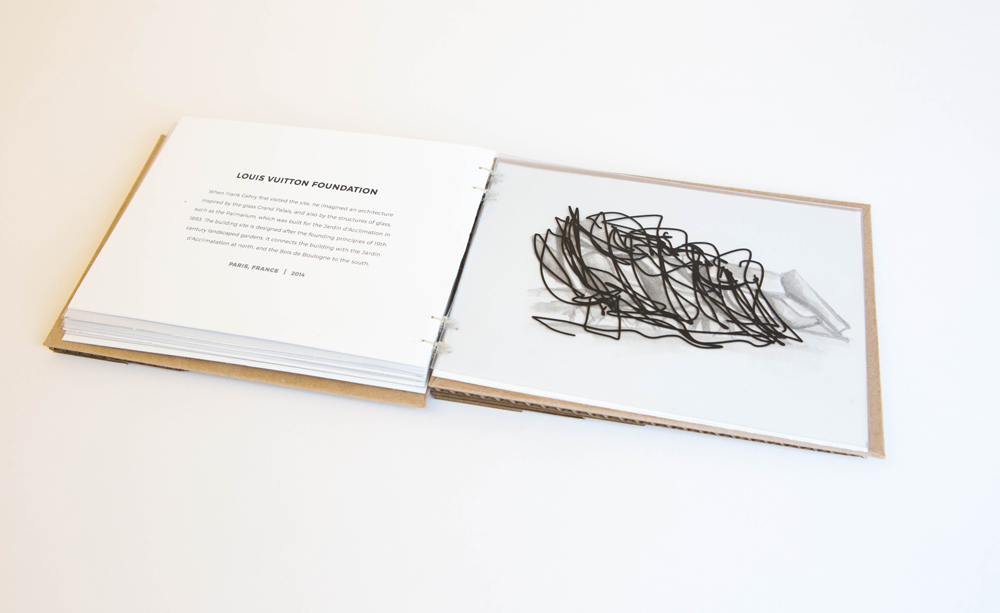 LOUIS VUITTON FOUNDATION
When Frank Gehry first visited the site, he imagined an architecture
inspired by the glass Grand Palais, and also by the structures of glass,
such as the Palmarium, which was built for the Jardin d'Acclimation in
1893. The building site is designed after the founding principles of 19th
century landscaped gardens. It connects the building with the Jardin
d'Acclimatation at north, and the Bois de Boulogne to the south.
PARIS, FRANCE | 2014